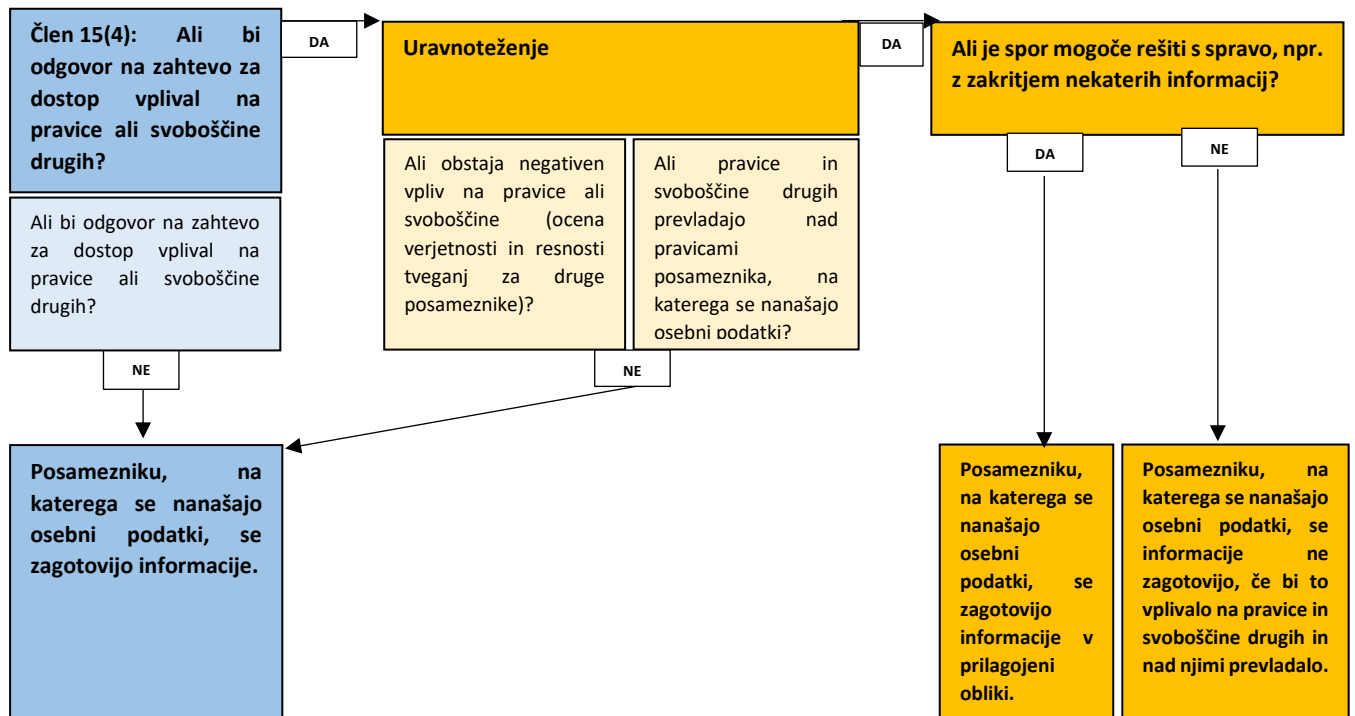 Člen 15(4): Ali bi
odgovor na zahtevo za
dostop vplival na
pravice ali svoboščine
drugih?
Ali bi odgovor na zahtevo
za dostop vplival na
pravice ali svoboščine
drugih?
DA
NE
Uravnoteženje
Ali obstaja negativen
vpliv na pravice ali
svoboščine (ocena
verjetnosti in resnosti
tveganj za druge
posameznike)?
Ali pravice in
svoboščine drugih
prevladajo nad
pravicami
posameznika, na
katerega se nanašajo
osebni podatki?
DA
NE
Ali je spor mogoče rešiti s spravo, npr.
z zakritjem nekaterih informacij?
DA
NE
Posamezniku, na
katerega se nanašajo
osebni podatki, se
zagotovijo informacije.
Posamezniku,
na katerega se
nanašajo
osebni
podatki, se
zagotovijo
informacije v
prilagojeni
obliki.
Posamezniku, na
katerega se nanašajo
osebni podatki, se
informacije ne
zagotovijo, če bi to
vplivalo na pravice in
svoboščine drugih in
nad njimi prevladalo.